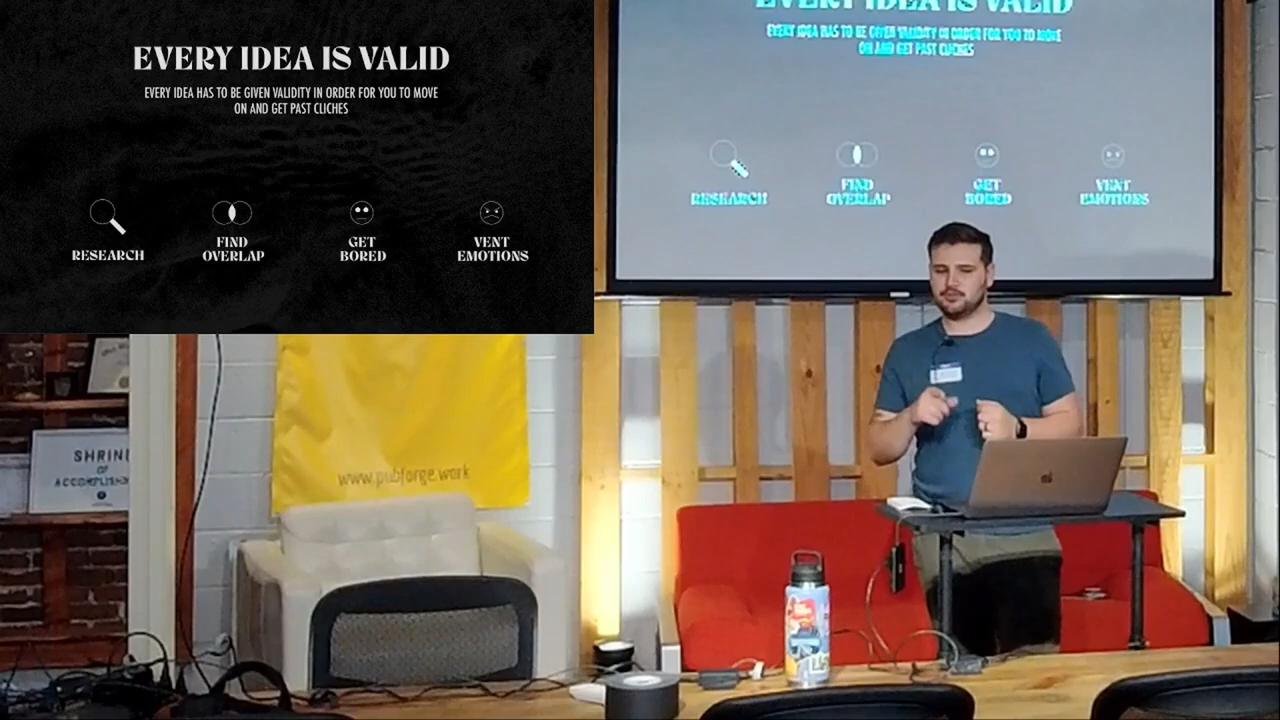 EVERY IDEA IS VALID
EVERY IDEA HAS TO BE GIVEN VALIDITY IN ORDER FOR YOU TO MOVE
ON AND GET PAST CLICHES
RESEARCH
FIND
OVERLAP
GET
BORED
VENT
EMOTIONS
EVERY IDEA IS VALID
EVERY IDEA HAS TO BE GIVEN VALIDITY IN ORDER FOR YOU TO MOVE
ON AND GET PAST CLICHES
RESEARCH
FIND
OVERLAP
GET
BORED
VENT
EMOTIONS
www.pubforge.work
SHRIN
OF
ACCOMPLISH